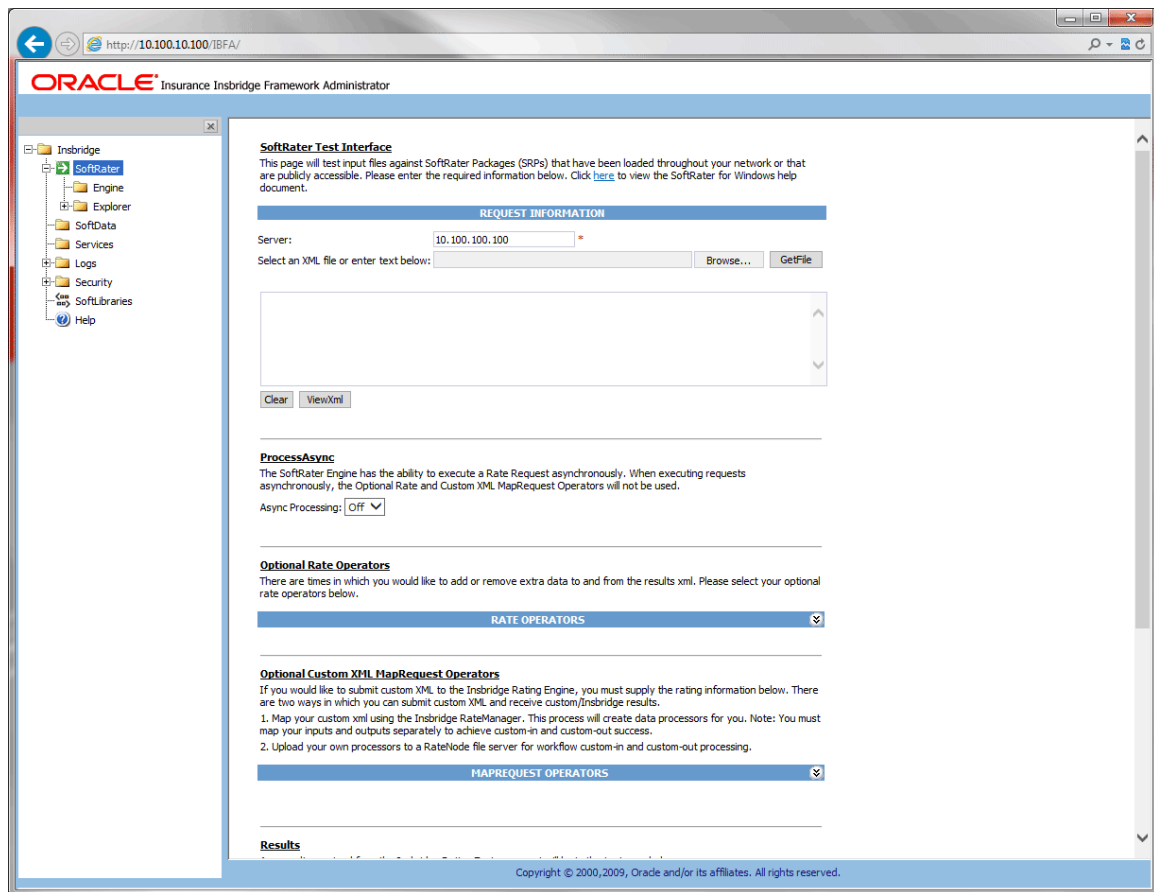 http://10.100.10.100/IBFA/
ORACLE Insurance Insbridge Framework Administrator
Insbridge
SoftRater
Engine
Explorer
SoftData
Services
Logs
Security
SoftLibraries
Help
SoftRater Test Interface
This page will test input files against SoftRater Packages (SRPs) that have been loaded throughout your network or that
are publicly accessible. Please enter the required information below. Click here to view the SoftRater for Windows help
document.
REQUEST INFORMATION
Server: 10.100.100.100 *
Select an XML file or enter text below: Browse... GetFile
Clear ViewXml
ProcessAsync
The SoftRater Engine has the ability to execute a Rate Request asynchronously. When executing requests
asynchronously, the Optional Rate and Custom XML MapRequest Operators will not be used.
Async Processing: Off
Optional Rate Operators
There are times in which you would like to add or remove extra data to and from the results xml. Please select your optional
rate operators below.
RATE OPERATORS
Optional Custom XML MapRequest Operators
If you would like to submit custom XML to the Insbridge Rating Engine, you must supply the rating information below. There
are two ways in which you can submit custom XML and receive custom/Insbridge results.
1. Map your custom xml using the Insbridge RateManager. This process will create data processors for you. Note: You must
map your inputs and outputs separately to achieve custom-in and custom-out success.
2. Upload your own processors to a RateNode file server for workflow custom-in and custom-out processing.
MAPREQUEST OPERATORS
Results
Copyright © 2000,2009, Oracle and/or its affiliates. All rights reserved.